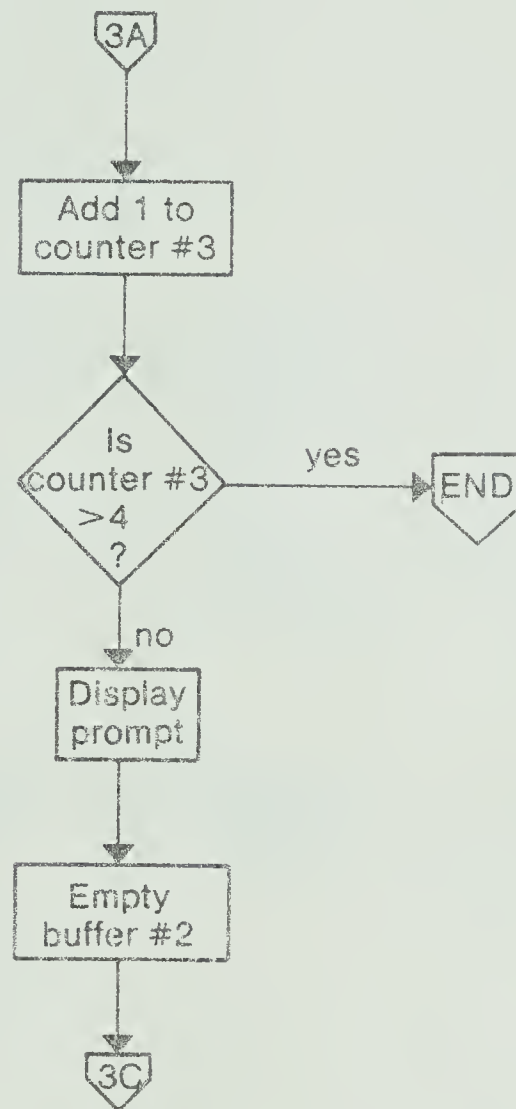 3A
Add 1 to
counter #3
Is
counter #3
>4
?
yes
END
no
Display
prompt
Empty
buffer #2
3C